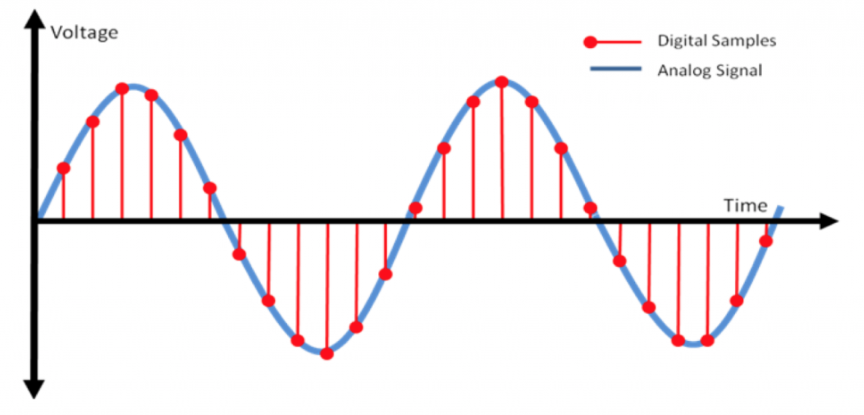 Voltage
Digital Samples
Analog Signal
Time